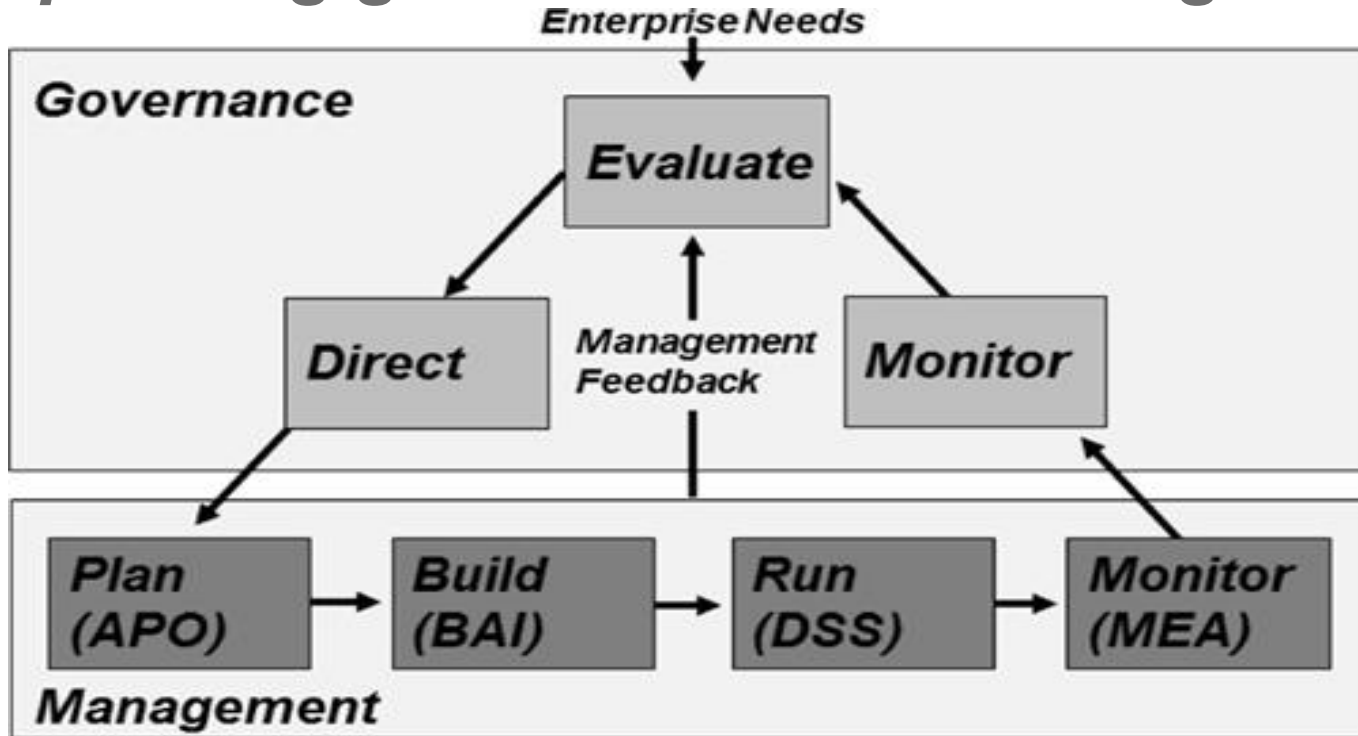 Enterprise Needs
Governance
Evaluate
Direct
Management
Feedback
Monitor
Plan
(APO)
Build
(BAI)
Run
(DSS)
Monitor
(MEA)
Management